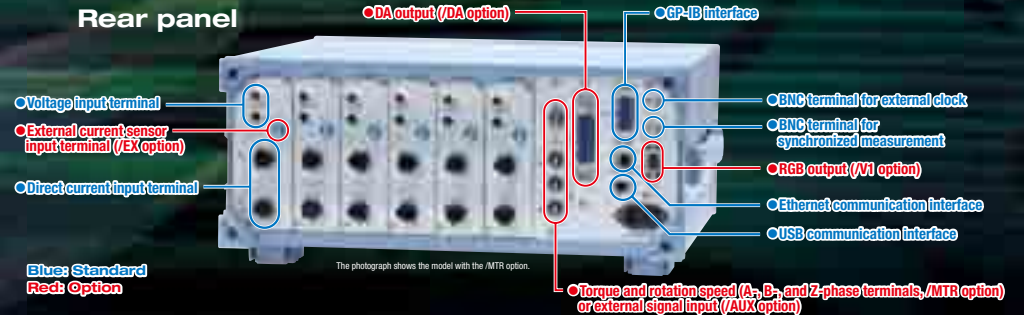 Rear panel
●DA output (/DA option)
●GP-IB interface
●Voltage input terminal
●External current sensor
input terminal (/EX option)
●Direct current input terminal
●BNC terminal for external clock
●BNC terminal for
synchronized measurement
●RGB output (/V1 option)
●Ethernet communication interface
●USB communication interface
Blue: Standard
Red: Option
The photograph shows the model with the /MTR option.
●Torque and rotation speed (A-, B-, and Z-phase terminals, /MTR option)
or external signal input (/AUX option)